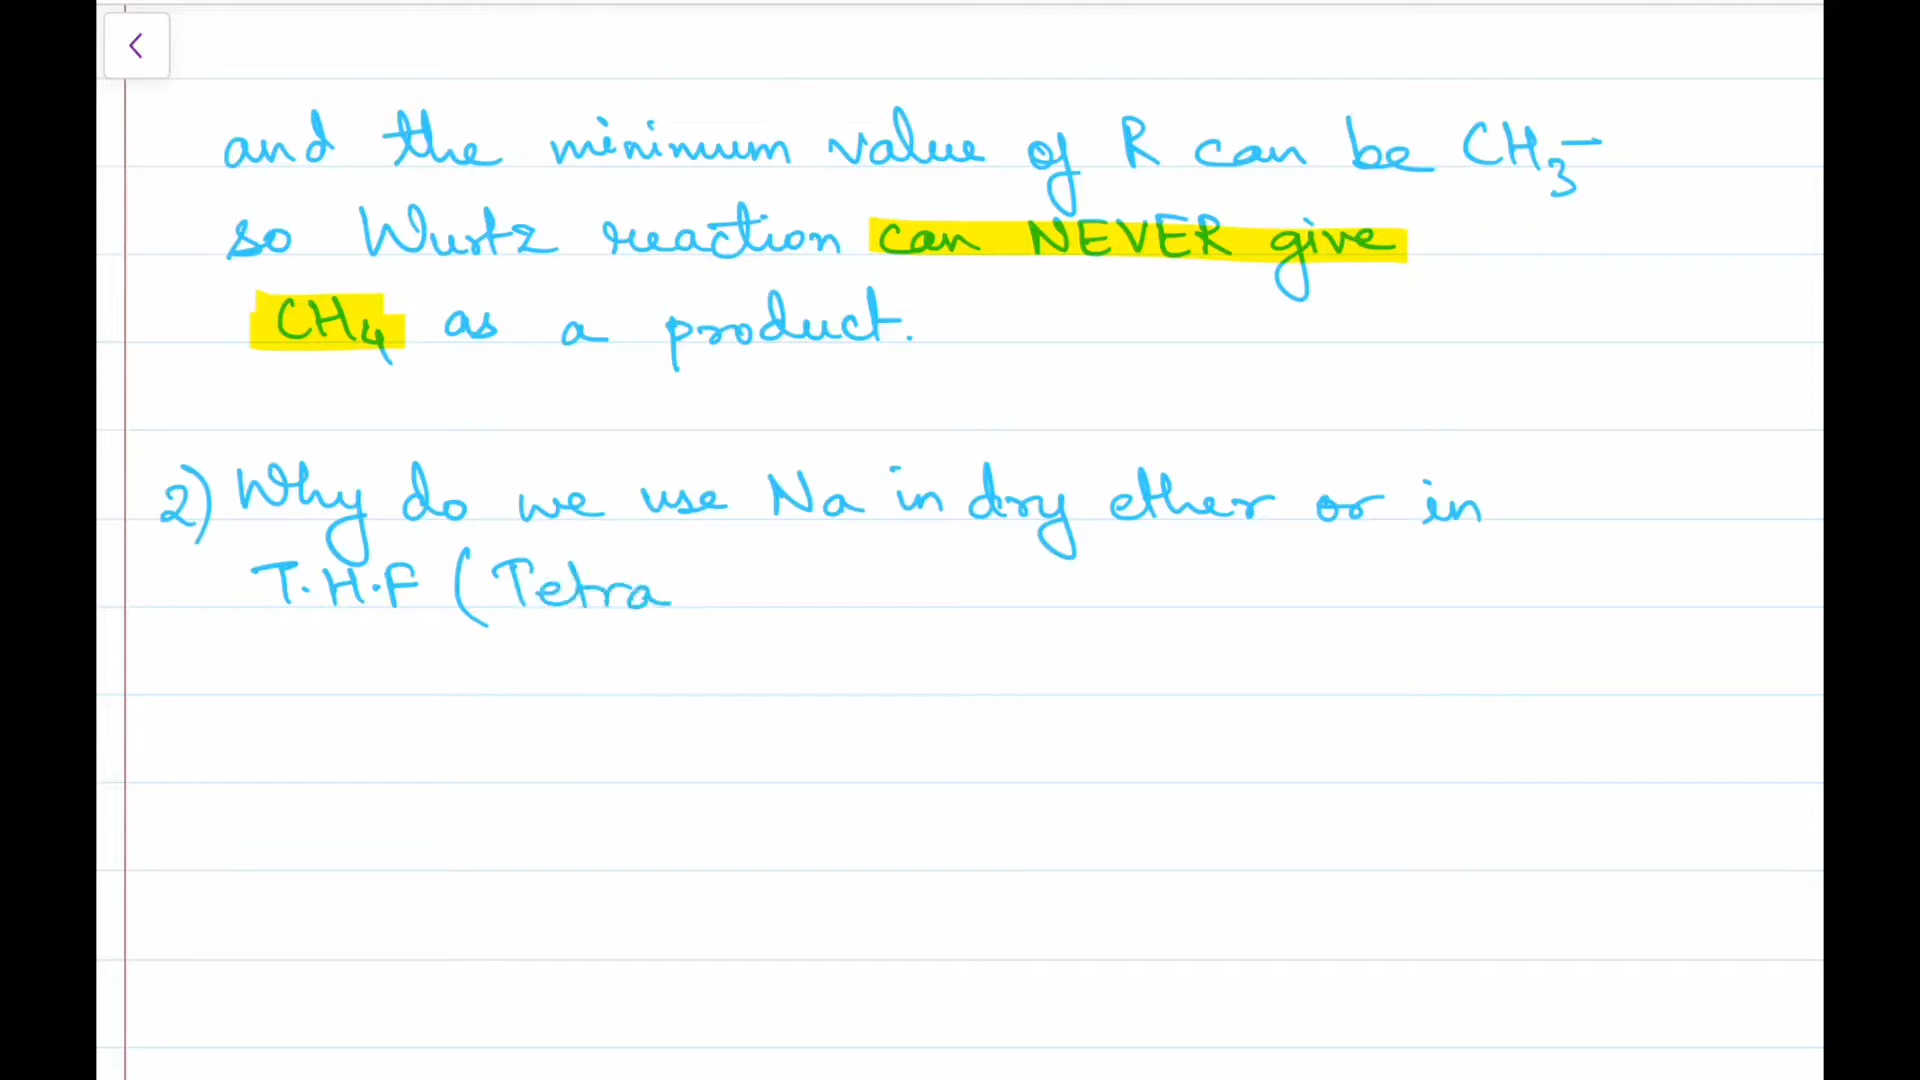 and the minimum value of R can be CH₃-
so Wurtz reaction can NEVER give
CH₄ as a product.
2) Why do we use Na in dry ether or in
T.H.F (Tetra